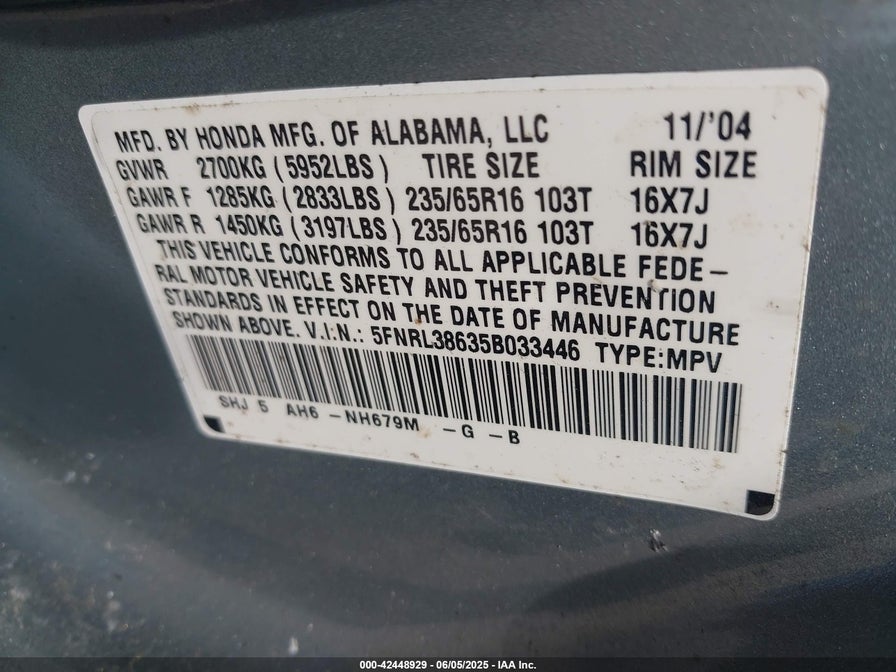 MFD. BY HONDA MFG. OF ALABAMA, LLC 11/'04
GVWR 2700KG (5952LBS) TIRE SIZE RIM SIZE
GAWR F 1285KG (2833LBS) 235/65R16 103T 16X7J
GAWR R 1450KG (3197LBS) 235/65R16 103T 16X7J
THIS VEHICLE CONFORMS TO ALL APPLICABLE FEDE-
RAL MOTOR VEHICLE SAFETY AND THEFT PREVENTION
STANDARDS IN EFFECT ON THE DATE OF MANUFACTURE
SHOWN ABOVE. V.I.N.: 5FNRL38635B033446 TYPE:MPV
SHJ 5 AH6 -NH679M -G -B
000-42448929 - 06/05/2025 - IAA Inc.